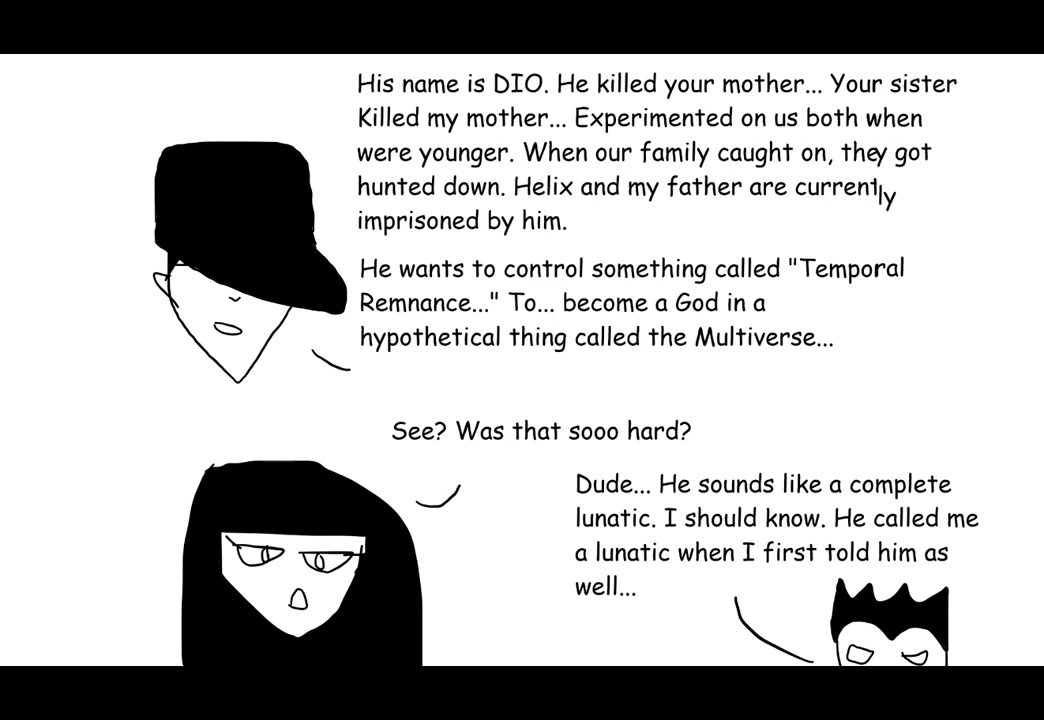 His name is DIO. He killed your mother... Your sister
Killed my mother... Experimented on us both when
were younger. When our family caught on, they got
hunted down. Helix and my father are currently
imprisoned by him.
He wants to control something called "Temporal
Remnance..." To... become a God in a
hypothetical thing called the Multiverse...
See? Was that sooo hard?
Dude... He sounds like a complete
lunatic. I should know. He called me
a lunatic when I first told him as
well...